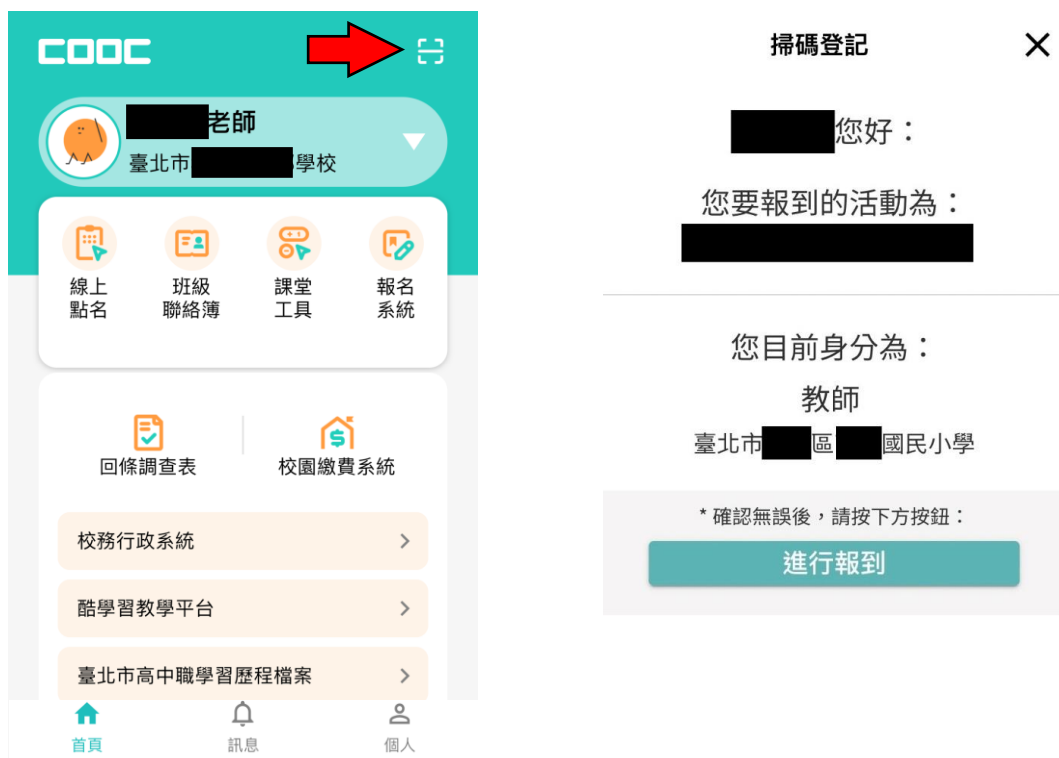 COOC
老師
臺北市 學校
線上 點名
班級 聯絡簿
課堂 工具
報名 系統
回條調查表
校園繳費系統
校務行政系統
酷學習教學平台
臺北市高中職學習歷程檔案
首頁
訊息
個人
掃碼登記
您好：
您要報到的活動為：
您目前身分為：
教師
臺北市 區 國民小學
* 確認無誤後，請按下方按鈕：
進行報到